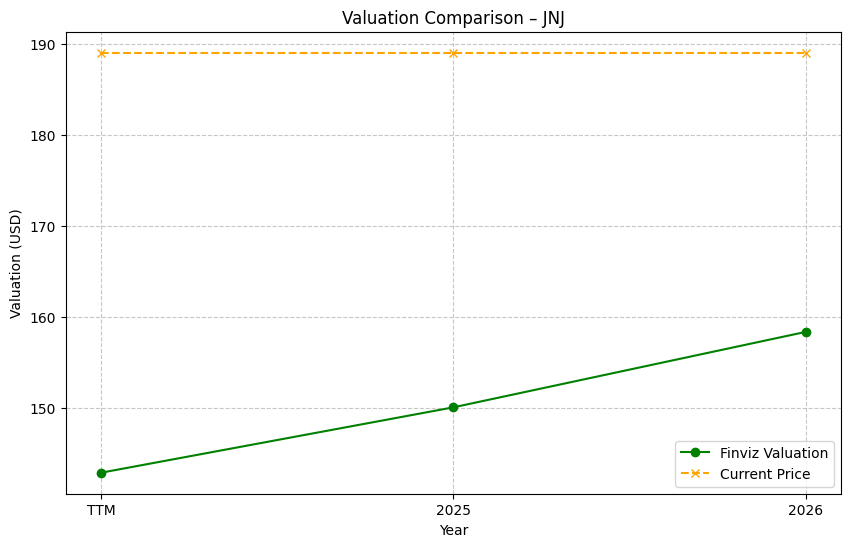 Valuation Comparison – JNJ
Valuation (USD)
190
180
170
160
150
TTM
2025
2026
Year
Finviz Valuation
Current Price